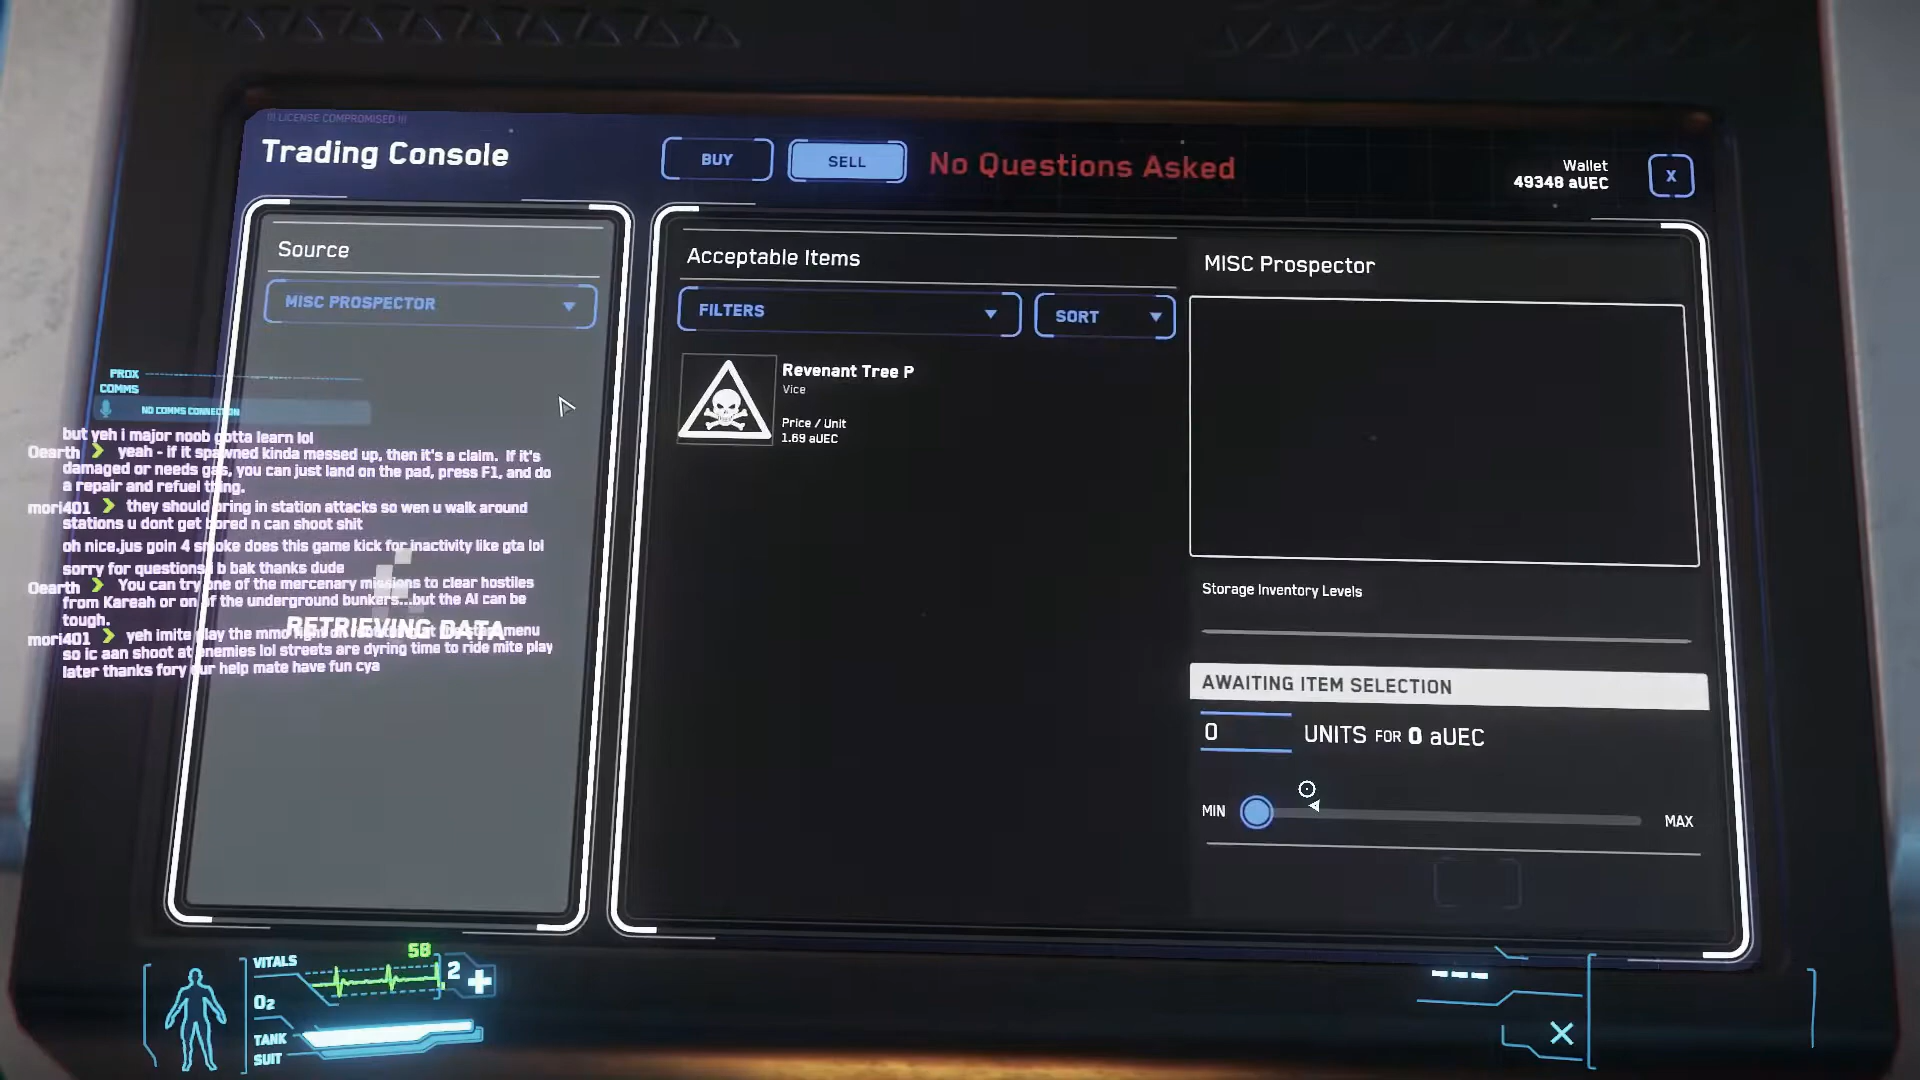 !!! LICENSE COMPROMISED !!!
Trading Console
BUY
SELL
No Questions Asked
Wallet
49348 aUEC
X
Source
MISC PROSPECTOR
Acceptable Items
FILTERS
SORT
Revenant Tree P
Vice
Price / Unit
1.69 aUEC
MISC Prospector
Storage Inventory Levels
AWAITING ITEM SELECTION
0 UNITS FOR 0 aUEC
MIN
MAX
PROX
COMMS
NO COMMS CONNECTION
but yeh i major noob gotta learn lol
Oearth yeah - if it spawned kinda messed up, then it's a claim. If it's
damaged or needs gas, you can just land on the pad, press F1, and do
a repair and refuel thing.
mori401 they should bring in station attacks so wen u walk around
stations u dont get bored n can shoot shit
oh nice.jus goin 4 smoke does this game kick for inactivity like gta lol
sorry for questions i b bak thanks dude
Oearth You can try one of the mercenary missions to clear hostiles
from Kareah or on of the underground bunkers...but the AI can be
tough.
mori401 yeh imite play the mmo menu
so ic aan shoot at enemies lol streets are dyring time to ride mite play
later thanks fory our help mate have fun cya
RETRIEVING DATA
VITALS
58
2
O2
TANK
SUIT